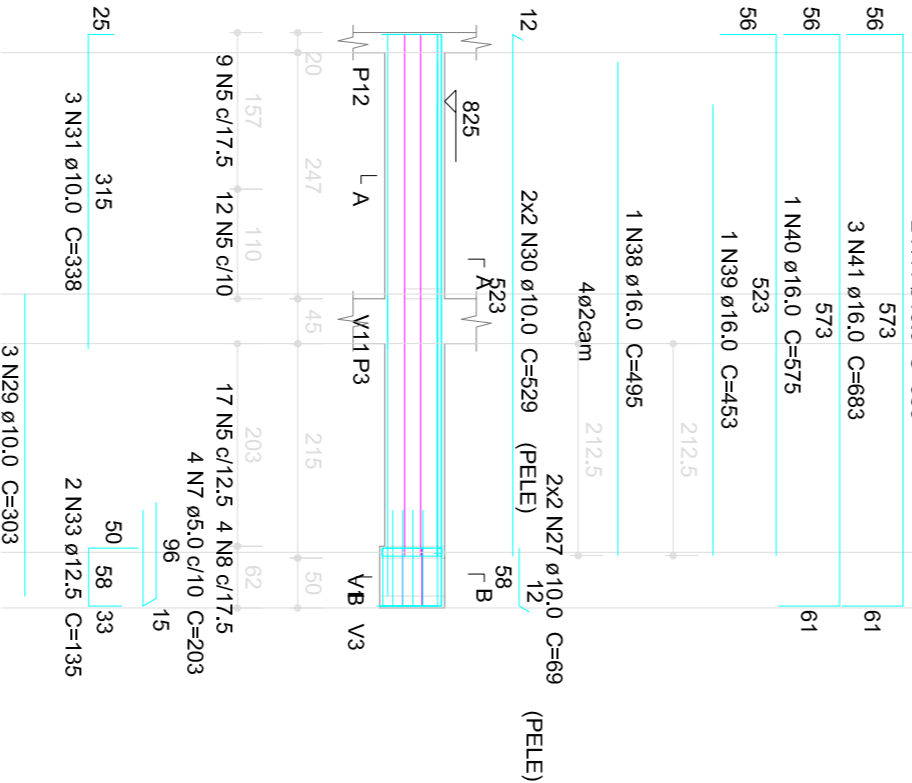 573
56 61
3 N41 ø16.0 C=683
573
56 61
1 N40 ø16.0 C=575
523
56
1 N39 ø16.0 C=453
212.5
1 N38 ø16.0 C=495
212.5
4ø2cam
2x2 N27 ø10.0 C=69 (PELE)
12
58
12
2x2 N30 ø10.0 C=529 (PELE)
523
825
A
B
P12
A
V11 P3
V1
B
V3
20 247 45 215 50
157 110 203 62
9 N5 c/17.5 12 N5 c/10 17 N5 c/12.5 4 N8 c/17.5
4 N7 ø5.0 c/10 C=203
96
15
50
315
25
58
33
3 N31 ø10.0 C=338
2 N33 ø12.5 C=135
3 N29 ø10.0 C=303